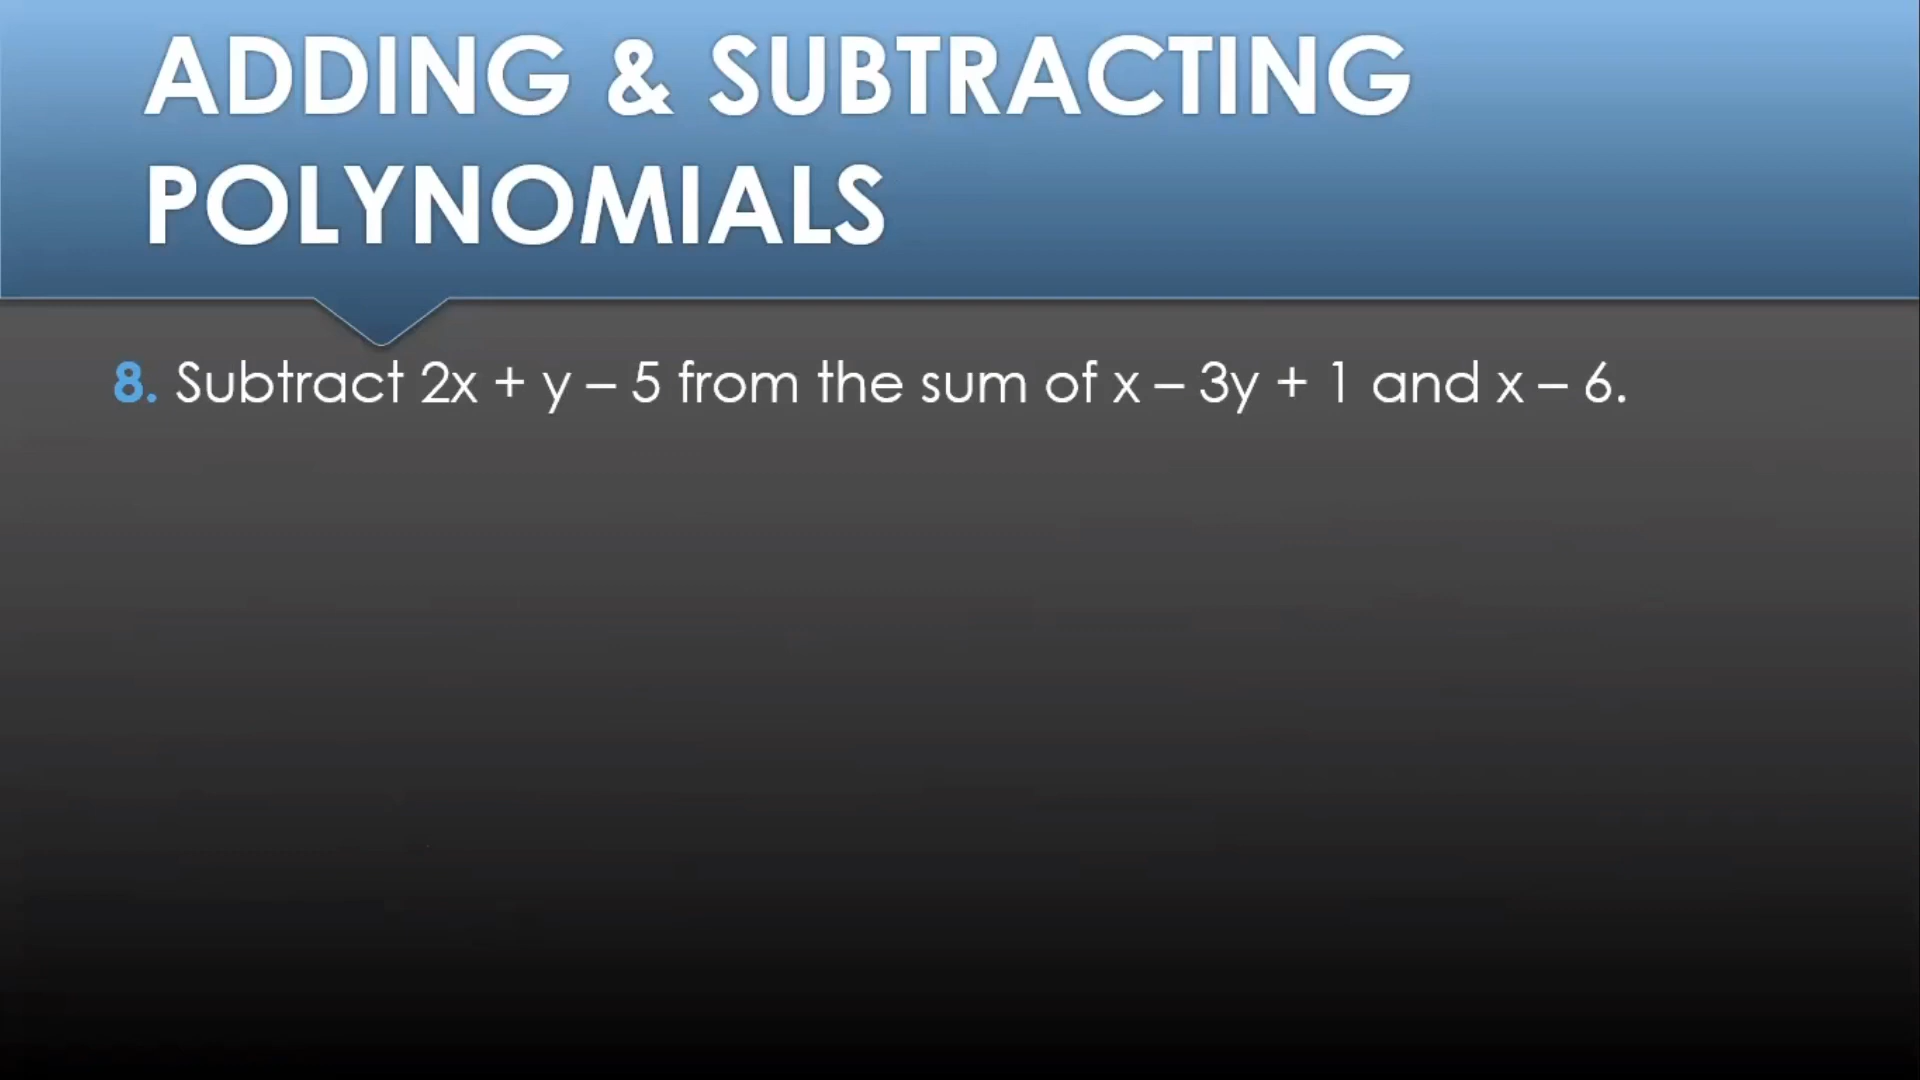 ADDING & SUBTRACTING
POLYNOMIALS
8. Subtract 2x + y – 5 from the sum of x – 3y + 1 and x – 6.